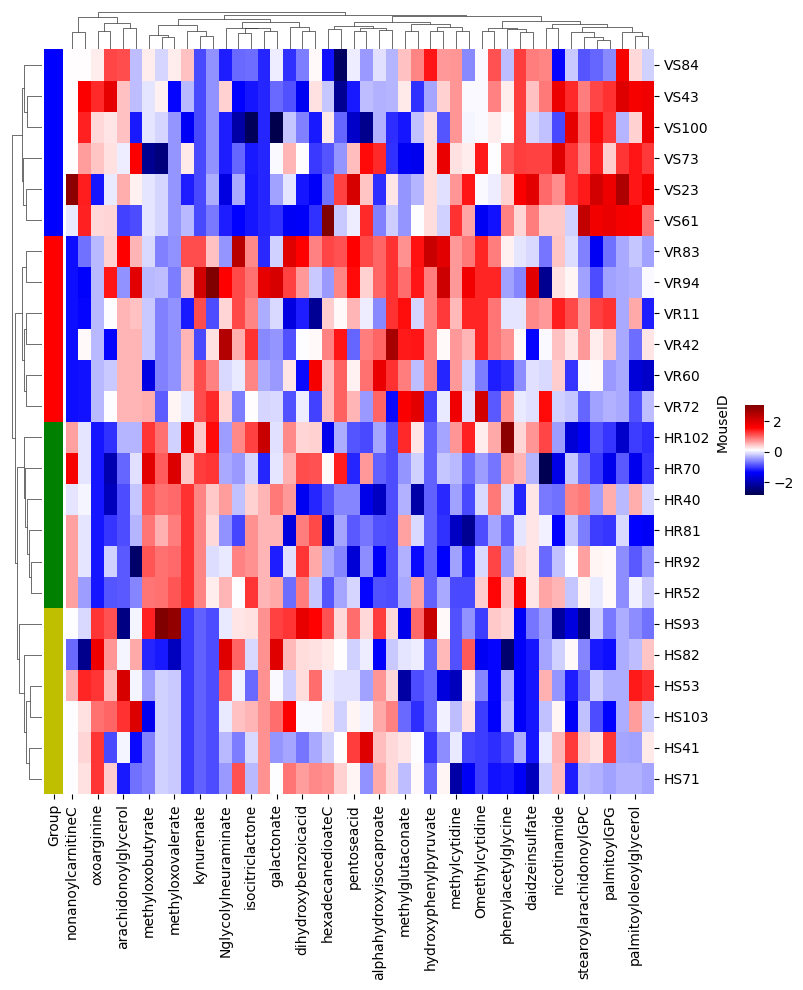 VS84
VS43
VS100
VS73
VS23
VS61
VR83
VR94
VR11
VR42
VR60
VR72
HR102
HR70
HR40
HR81
HR92
HR52
HS93
HS82
HS53
HS103
HS41
HS71
MouseID
2
0
−2
Group
nonanoylcarnitineC
oxoarginine
arachidonoylglycerol
methyloxobutyrate
methyloxovalerate
kynurenate
Nglycolylneuraminate
isocitriclactone
galactonate
dihydroxybenzoicacid
hexadecanedioateC
pentoseacid
alphahydroxyisocaproate
methylglutaconate
hydroxyphenylpyruvate
methylcytidine
Omethylcytidine
phenylacetylglycine
daidzeinsulfate
nicotinamide
stearoylarachidonoylGPC
palmitoylGPG
palmitoyloleoylglycerol